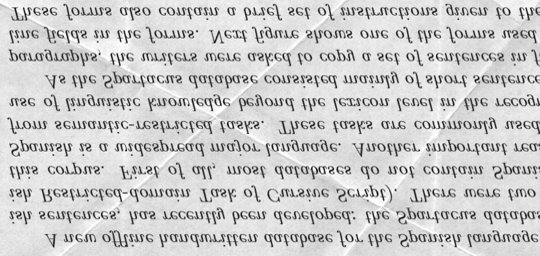 A new offline handwritten database for the Spanish language
ish sentences, has recently been developed: the Spartacus databas
ish Restricted-domain Task of Cursive Script). There were two
this corpus. First of all, most databases do not contain Spani
Spanish is a widespread major language. Another important rea
from semantic-restricted tasks. These tasks are commonly used
use of linguistic knowledge beyond the lexicon level in the recogn
As the Spartacus database consisted mainly of short sentence
paragraphs, the writers were asked to copy a set of sentences in f
line fields in the forms. Next figure shows one of the forms used
These forms also contain a brief set of instructions given to the